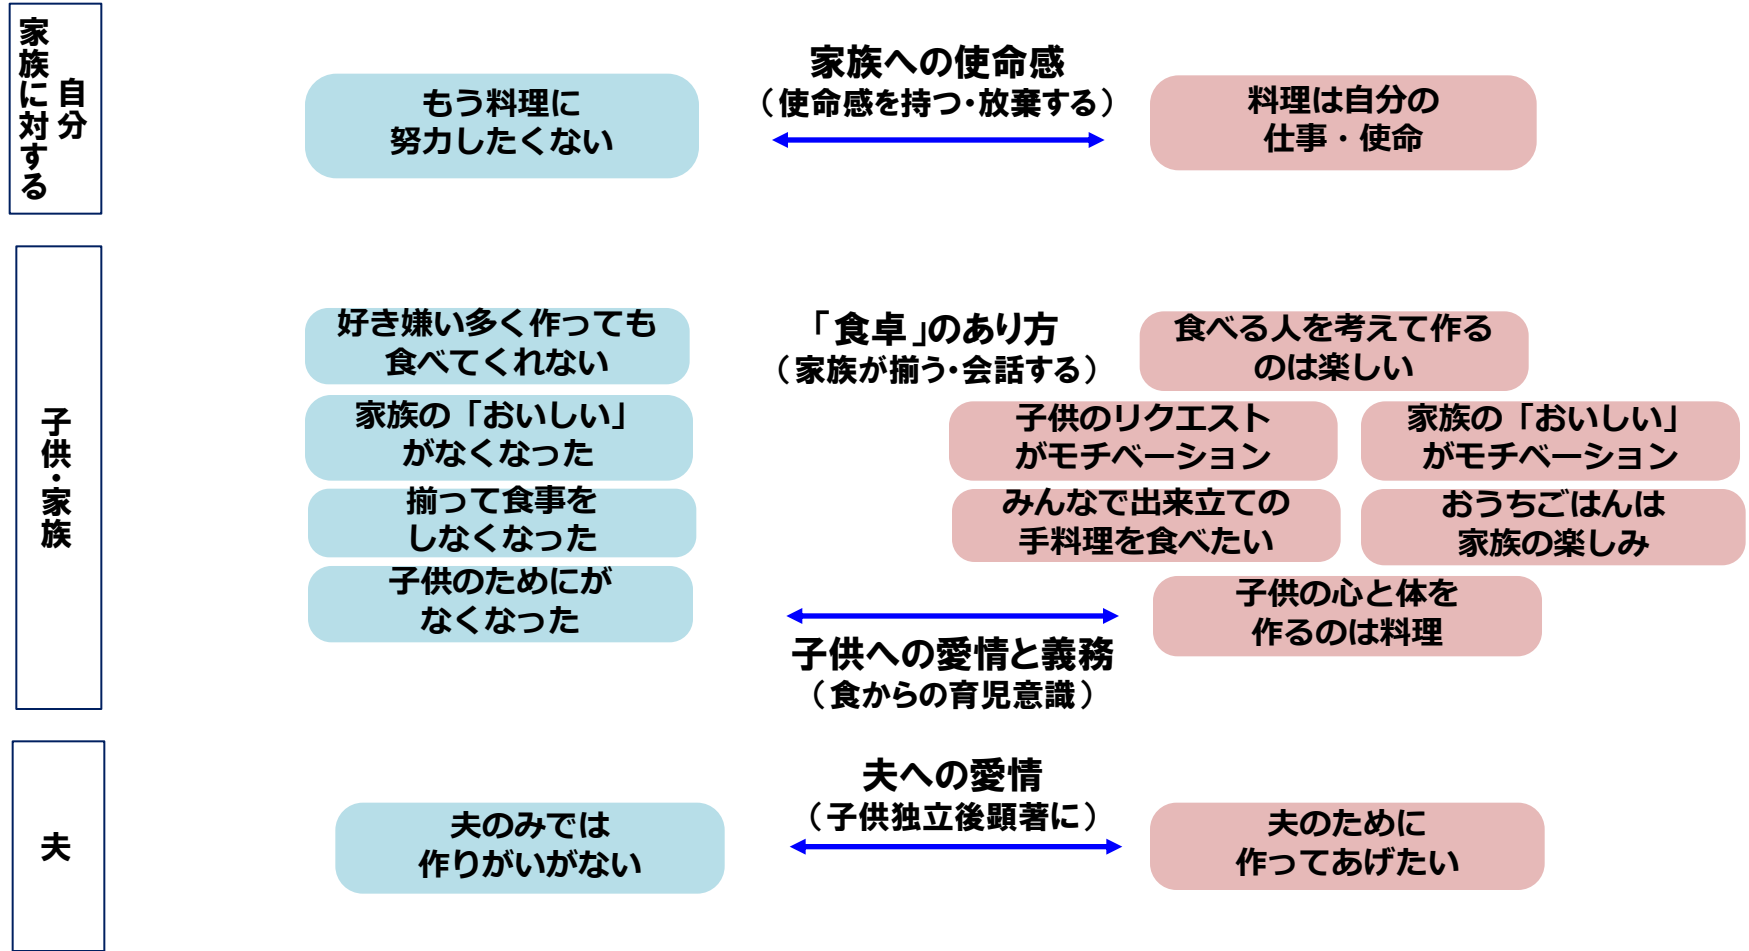 家族に対する
自分
もう料理に
努力したくない
家族への使命感
（使命感を持つ・放棄する）
料理は自分の
仕事・使命
子供・家族
好き嫌い多く作っても
食べてくれない
家族の「おいしい」
がなくなった
揃って食事を
しなくなった
子供のためにが
なくなった
「食卓」のあり方
（家族が揃う・会話する）
食べる人を考えて作る
のは楽しい
子供のリクエスト
がモチベーション
家族の「おいしい」
がモチベーション
みんなで出来立ての
手料理を食べたい
おうちごはんは
家族の楽しみ
子供の心と体を
作るのは料理
子供への愛情と義務
（食からの育児意識）
夫
夫のみでは
作りがいがない
夫への愛情
（子供独立後顕著に）
夫のために
作ってあげたい